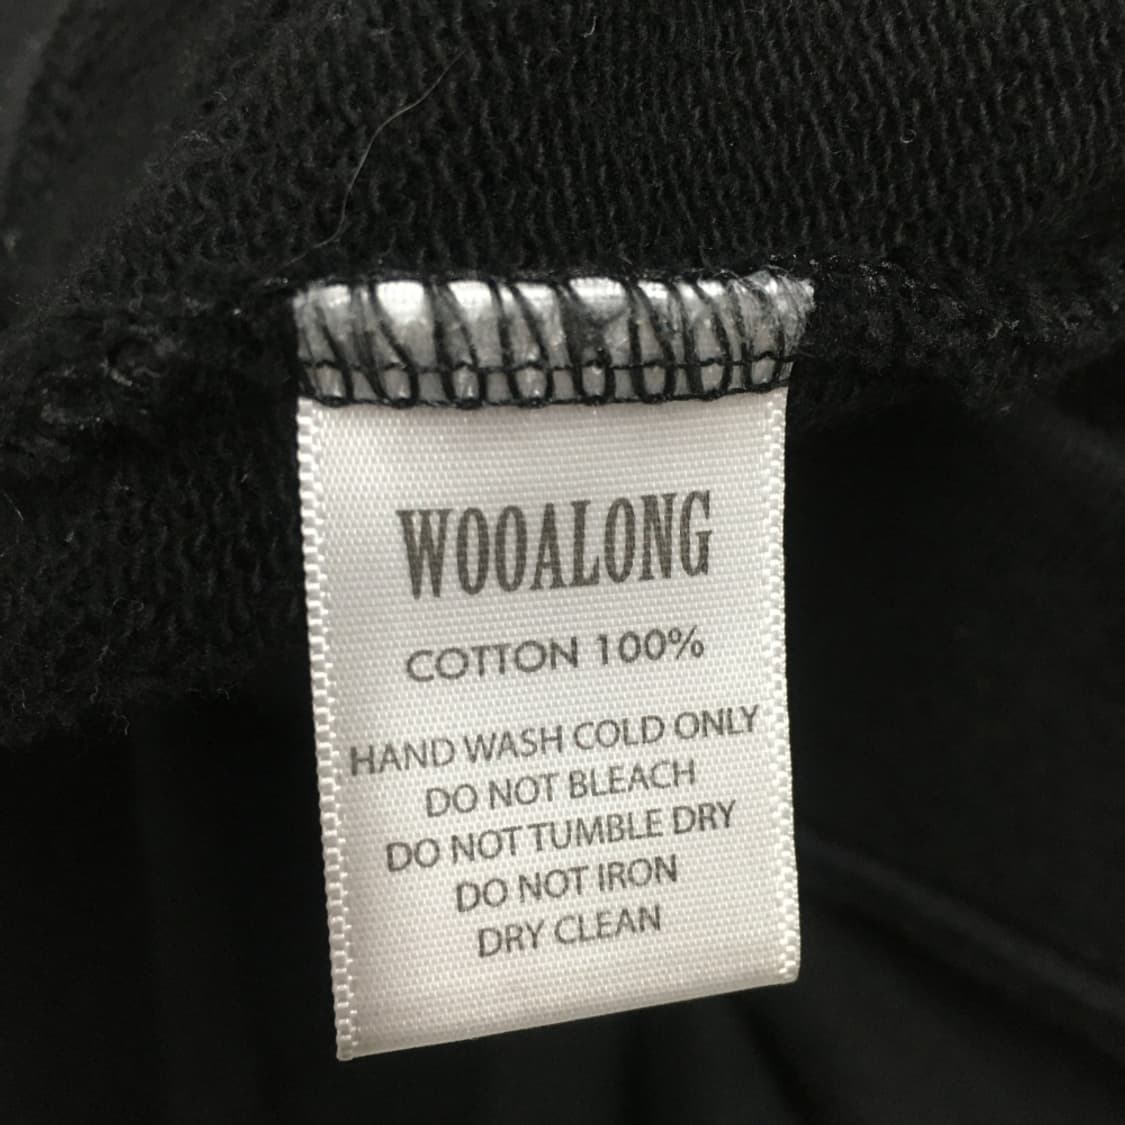 WOOALONG
COTTON 100%
HAND WASH COLD ONLY
DO NOT BLEACH
DO NOT TUMBLE DRY
DO NOT IRON
DRY CLEAN